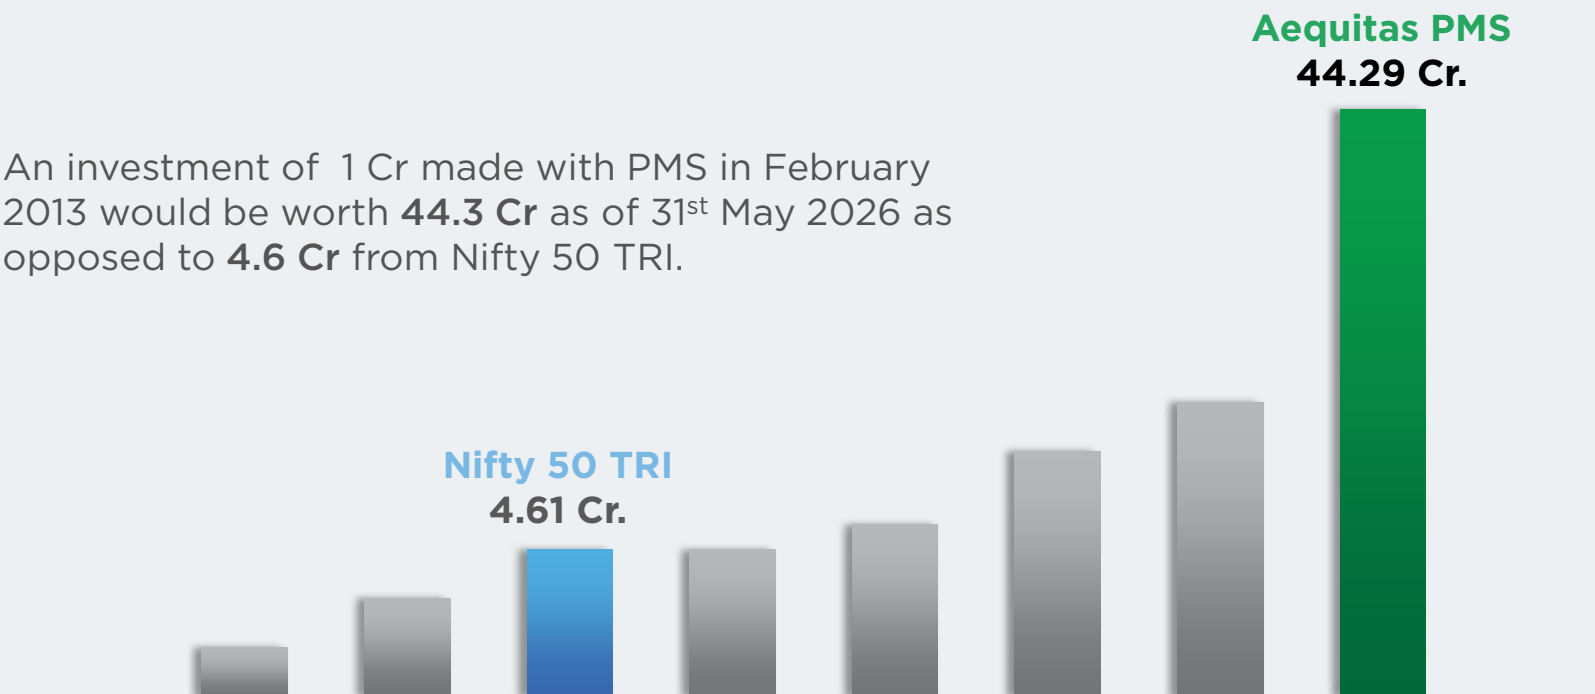 Aequitas PMS
44.29 Cr.
An investment of  1 Cr made with PMS in February
2013 would be worth 44.3 Cr as of 31st May 2026 as
opposed to 4.6 Cr from Nifty 50 TRI.
Nifty 50 TRI
4.61 Cr.